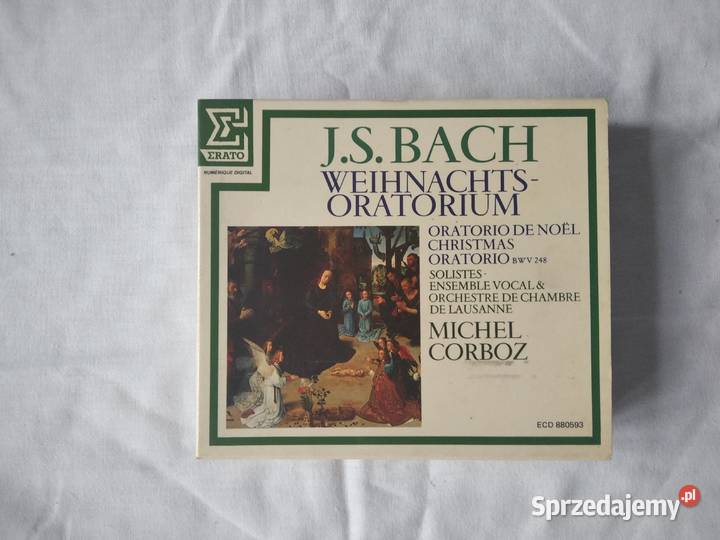 ERATO
NUMÉRIQUE DIGITAL
J.S. BACH
WEIHNACHTS-
ORATORIUM
ORATORIO DE NOËL
CHRISTMAS
ORATORIO BWV 248
SOLISTES·
ENSEMBLE VOCAL &
ORCHESTRE DE CHAMBRE
DE LAUSANNE
MICHEL
CORBOZ
ECD 880593
Sprzedajemy.pl